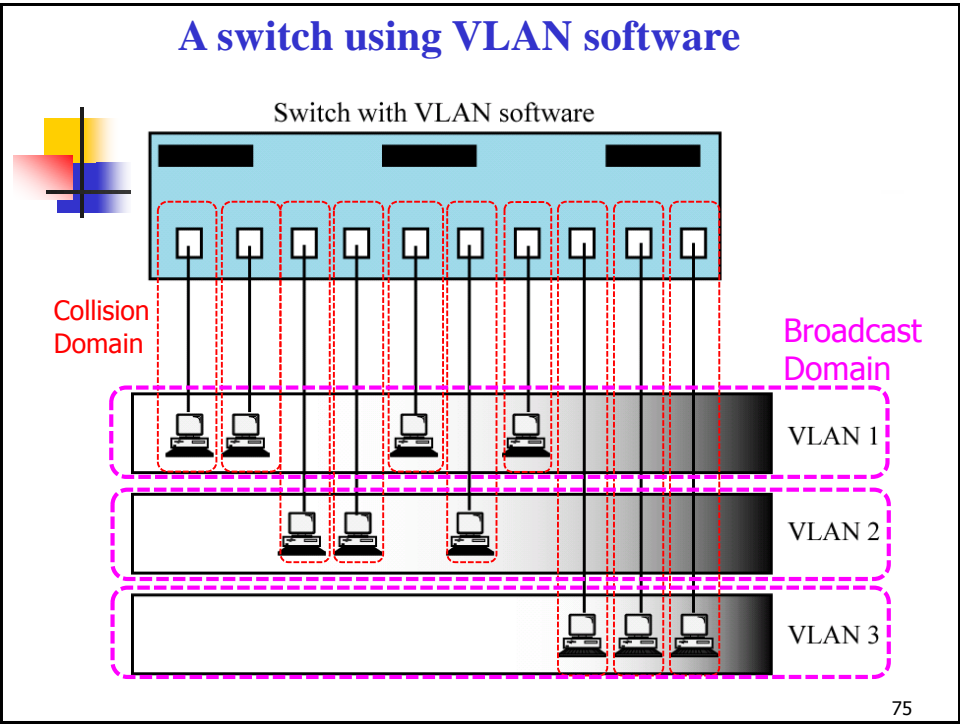 A switch using VLAN software
Switch with VLAN software
Collision
Domain
Broadcast
Domain
VLAN 1
VLAN 2
VLAN 3
75